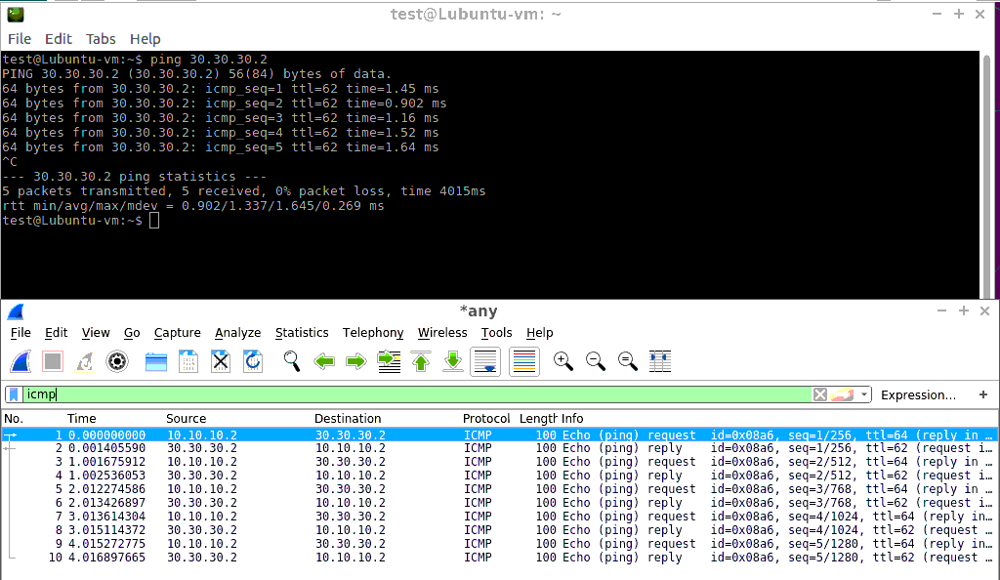 test@Lubuntu-vm: ~
File Edit Tabs Help
test@Lubuntu-vm:~$ ping 30.30.30.2
PING 30.30.30.2 (30.30.30.2) 56(84) bytes of data.
64 bytes from 30.30.30.2: icmp_seq=1 ttl=62 time=1.45 ms
64 bytes from 30.30.30.2: icmp_seq=2 ttl=62 time=0.902 ms
64 bytes from 30.30.30.2: icmp_seq=3 ttl=62 time=1.16 ms
64 bytes from 30.30.30.2: icmp_seq=4 ttl=62 time=1.52 ms
64 bytes from 30.30.30.2: icmp_seq=5 ttl=62 time=1.64 ms
^C
--- 30.30.30.2 ping statistics ---
5 packets transmitted, 5 received, 0% packet loss, time 4015ms
rtt min/avg/max/mdev = 0.902/1.337/1.645/0.269 ms
test@Lubuntu-vm:~$
*any
File Edit View Go Capture Analyze Statistics Telephony Wireless Tools Help
icmp Expression... +
No. Time Source Destination Protocol Length Info
1 0.000000000 10.10.10.2 30.30.30.2 ICMP 100 Echo (ping) request id=0x08a6, seq=1/256, ttl=64 (reply in …
2 0.001405590 30.30.30.2 10.10.10.2 ICMP 100 Echo (ping) reply id=0x08a6, seq=1/256, ttl=62 (request i…
3 1.001675912 10.10.10.2 30.30.30.2 ICMP 100 Echo (ping) request id=0x08a6, seq=2/512, ttl=64 (reply in …
4 1.002536053 30.30.30.2 10.10.10.2 ICMP 100 Echo (ping) reply id=0x08a6, seq=2/512, ttl=62 (request i…
5 2.012274586 10.10.10.2 30.30.30.2 ICMP 100 Echo (ping) request id=0x08a6, seq=3/768, ttl=64 (reply in …
6 2.013426897 30.30.30.2 10.10.10.2 ICMP 100 Echo (ping) reply id=0x08a6, seq=3/768, ttl=62 (request i…
7 3.013614304 10.10.10.2 30.30.30.2 ICMP 100 Echo (ping) request id=0x08a6, seq=4/1024, ttl=64 (reply in…
8 3.015114372 30.30.30.2 10.10.10.2 ICMP 100 Echo (ping) reply id=0x08a6, seq=4/1024, ttl=62 (request …
9 4.015272775 10.10.10.2 30.30.30.2 ICMP 100 Echo (ping) request id=0x08a6, seq=5/1280, ttl=64 (reply in…
10 4.016897665 30.30.30.2 10.10.10.2 ICMP 100 Echo (ping) reply id=0x08a6, seq=5/1280, ttl=62 (request …